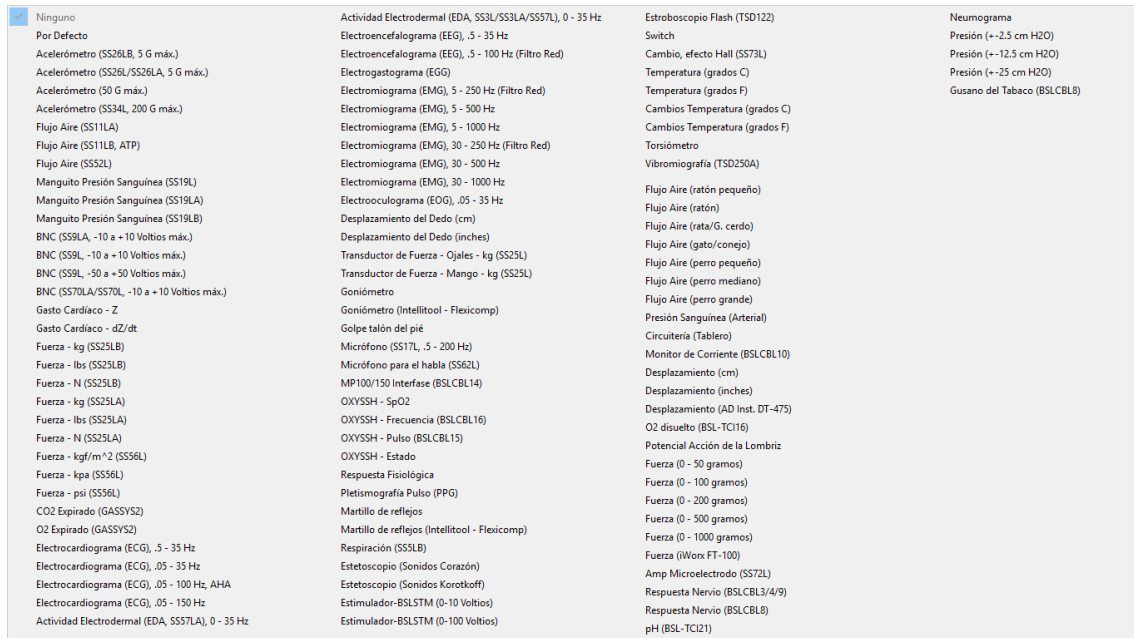 Ninguno
Por Defecto
Acelerómetro (SS26LB, 5 G máx.)
Acelerómetro (SS26L/SS26LA, 5 G máx.)
Acelerómetro (50 G máx.)
Acelerómetro (SS34L, 200 G máx.)
Flujo Aire (SS11LA)
Flujo Aire (SS11LB, ATP)
Flujo Aire (SS52L)
Manguito Presión Sanguínea (SS19L)
Manguito Presión Sanguínea (SS19LA)
Manguito Presión Sanguínea (SS19LB)
BNC (SS9LA, -10 a +10 Voltios máx.)
BNC (SS9L, -10 a +10 Voltios máx.)
BNC (SS9L, -50 a +50 Voltios máx.)
BNC (SS70LA/SS70L, -10 a +10 Voltios máx.)
Gasto Cardíaco - Z
Gasto Cardíaco - dZ/dt
Fuerza - kg (SS25LB)
Fuerza - lbs (SS25LB)
Fuerza - N (SS25LB)
Fuerza - kg (SS25LA)
Fuerza - lbs (SS25LA)
Fuerza - N (SS25LA)
Fuerza - kgf/m^2 (SS56L)
Fuerza - kpa (SS56L)
Fuerza - psi (SS56L)
CO2 Expirado (GASSYS2)
O2 Expirado (GASSYS2)
Electrocardiograma (ECG), .5 - 35 Hz
Electrocardiograma (ECG), .05 - 35 Hz
Electrocardiograma (ECG), .05 - 100 Hz, AHA
Electrocardiograma (ECG), .05 - 150 Hz
Actividad Electrodermal (EDA, SS57LA), 0 - 35 Hz
Actividad Electrodermal (EDA, SS3L/SS3LA/SS57L), 0 - 35 Hz
Electroencefalograma (EEG), .5 - 35 Hz
Electroencefalograma (EEG), .5 - 100 Hz (Filtro Red)
Electrogastograma (EGG)
Electromiograma (EMG), 5 - 250 Hz (Filtro Red)
Electromiograma (EMG), 5 - 500 Hz
Electromiograma (EMG), 5 - 1000 Hz
Electromiograma (EMG), 30 - 250 Hz (Filtro Red)
Electromiograma (EMG), 30 - 500 Hz
Electromiograma (EMG), 30 - 1000 Hz
Electrooculograma (EOG), .05 - 35 Hz
Desplazamiento del Dedo (cm)
Desplazamiento del Dedo (inches)
Transductor de Fuerza - Ojales - kg (SS25L)
Transductor de Fuerza - Mango - kg (SS25L)
Goniómetro
Goniómetro (Intellitool - Flexicomp)
Golpe talón del pié
Micrófono (SS17L, .5 - 200 Hz)
Micrófono para el habla (SS62L)
MP100/150 Interfase (BSLCBL14)
OXYSSH - SpO2
OXYSSH - Frecuencia (BSLCBL16)
OXYSSH - Pulso (BSLCBL15)
OXYSSH - Estado
Respuesta Fisiológica
Pletismografía Pulso (PPG)
Martillo de reflejos
Martillo de reflejos (Intellitool - Flexicomp)
Respiración (SS5LB)
Estetoscopio (Sonidos Corazón)
Estetoscopio (Sonidos Korotkoff)
Estimulador-BSLSTM (0-10 Voltios)
Estimulador-BSLSTM (0-100 Voltios)
Estroboscopio Flash (TSD122)
Switch
Cambio, efecto Hall (SS73L)
Temperatura (grados C)
Temperatura (grados F)
Cambios Temperatura (grados C)
Cambios Temperatura (grados F)
Torsiómetro
Vibromiografía (TSD250A)
Flujo Aire (ratón pequeño)
Flujo Aire (ratón)
Flujo Aire (rata/G. cerdo)
Flujo Aire (gato/conejo)
Flujo Aire (perro pequeño)
Flujo Aire (perro mediano)
Flujo Aire (perro grande)
Presión Sanguínea (Arterial)
Circuitería (Tablero)
Monitor de Corriente (BSLCBL10)
Desplazamiento (cm)
Desplazamiento (inches)
Desplazamiento (AD Inst. DT-475)
O2 disuelto (BSL-TCI16)
Potencial Acción de la Lombriz
Fuerza (0 - 50 gramos)
Fuerza (0 - 100 gramos)
Fuerza (0 - 200 gramos)
Fuerza (0 - 500 gramos)
Fuerza (0 - 1000 gramos)
Fuerza (iWorx FT-100)
Amp Microelectrodo (SS72L)
Respuesta Nervio (BSLCBL3/4/9)
Respuesta Nervio (BSLCBL8)
pH (BSL-TCI21)
Neumograma
Presión (+-2.5 cm H2O)
Presión (+-12.5 cm H2O)
Presión (+-25 cm H2O)
Gusano del Tabaco (BSLCBL8)